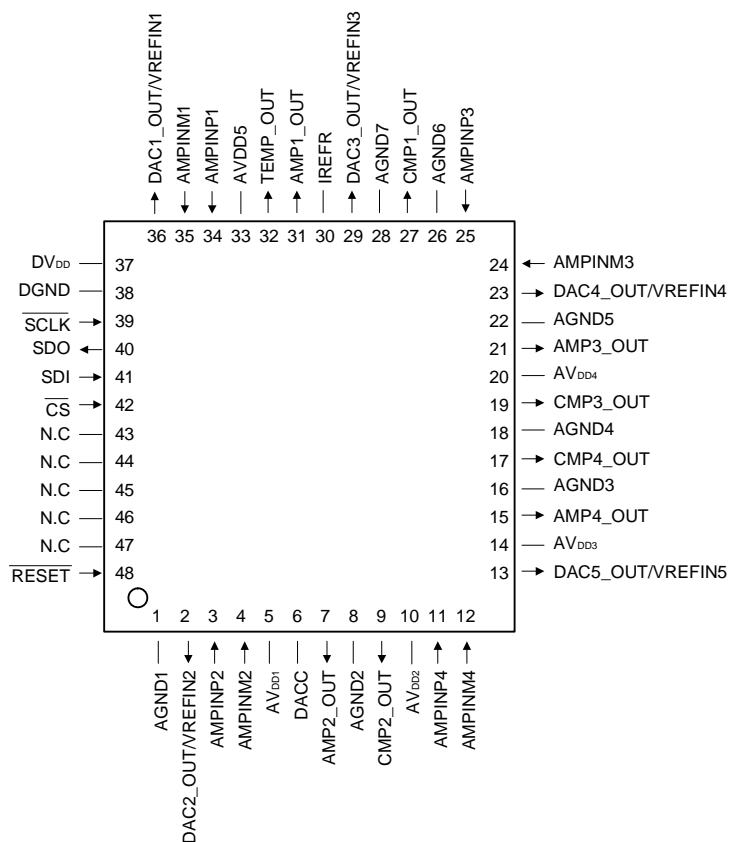 DAC1_OUT/VREFIN1
AMPINM1
AMPINP1
AVDD5
TEMP_OUT
AMP1_OUT
IREFR
DAC3_OUT/VREFIN3
AGND7
CMP1_OUT
AGND6
AMPINP3
36 35 34 33 32 31 30 29 28 27 26 25
DVDD 37
DGND 38
SCLK 39
SDO 40
SDI 41
CS 42
N.C 43
N.C 44
N.C 45
N.C 46
N.C 47
RESET 48
24 AMPINM3
23 DAC4_OUT/VREFIN4
22 AGND5
21 AMP3_OUT
20 AVDD4
19 CMP3_OUT
18 AGND4
17 CMP4_OUT
16 AGND3
15 AMP4_OUT
14 AVDD3
13 DAC5_OUT/VREFIN5
1 2 3 4 5 6 7 8 9 10 11 12
AGND1
DAC2_OUT/VREFIN2
AMPINP2
AMPINM2
AVDD1
DACC
AMP2_OUT
AGND2
CMP2_OUT
AVDD2
AMPINP4
AMPINM4